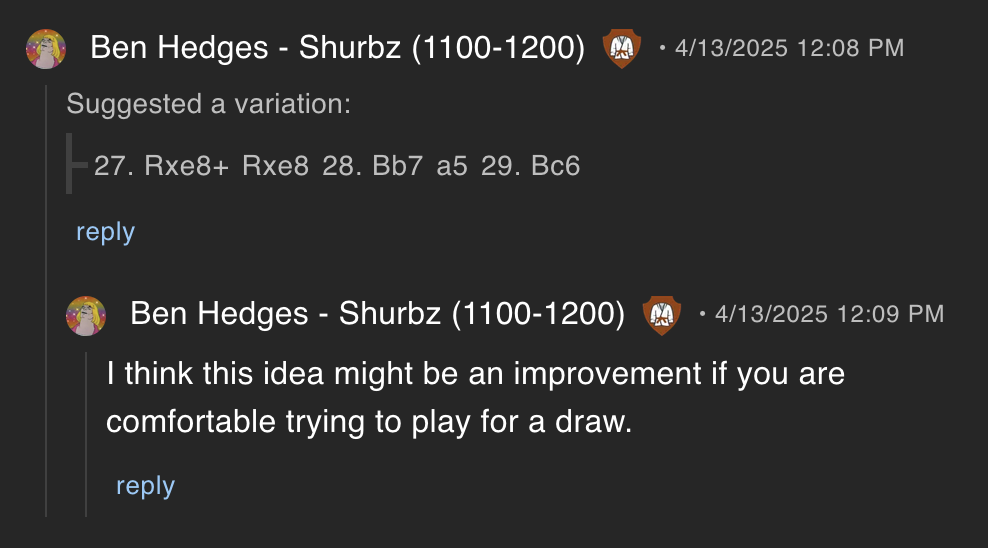 Ben Hedges - Shurbz (1100-1200) • 4/13/2025 12:08 PM
Suggested a variation:
27. Rxe8+ Rxe8 28. Bb7 a5 29. Bc6
reply
Ben Hedges - Shurbz (1100-1200) • 4/13/2025 12:09 PM
I think this idea might be an improvement if you are
comfortable trying to play for a draw.
reply